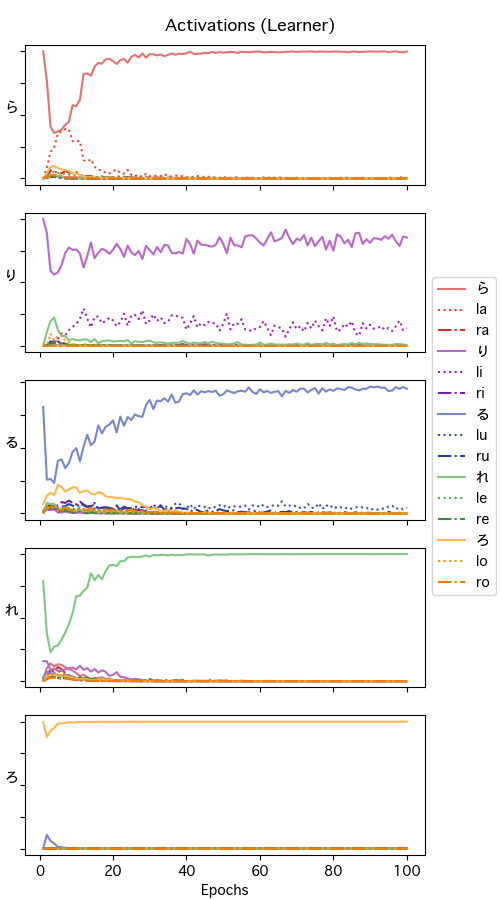 Activations (Learner)
ら
り
る
れ
ろ
0 20 40 60 80 100
Epochs
ら
la
ra
り
li
ri
る
lu
ru
れ
le
re
ろ
lo
ro